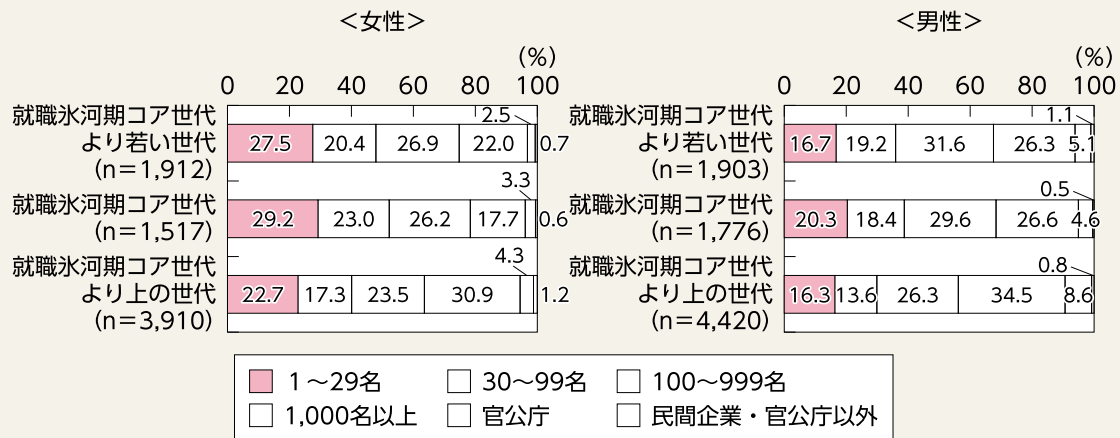 ＜女性＞
(%)
0 20 40 60 80 100
就職氷河期コア世代
より若い世代
(n＝1,912)
27.5 20.4 26.9 22.0 2.5 0.7
就職氷河期コア世代
(n＝1,517)
29.2 23.0 26.2 17.7 3.3 0.6
就職氷河期コア世代
より上の世代
(n＝3,910)
22.7 17.3 23.5 30.9 4.3 1.2
＜男性＞
(%)
0 20 40 60 80 100
就職氷河期コア世代
より若い世代
(n＝1,903)
16.7 19.2 31.6 26.3 5.1 1.1
就職氷河期コア世代
(n＝1,776)
20.3 18.4 29.6 26.6 4.6 0.5
就職氷河期コア世代
より上の世代
(n＝4,420)
16.3 13.6 26.3 34.5 8.6 0.8
1～29名 30～99名 100～999名
1,000名以上 官公庁 民間企業・官公庁以外